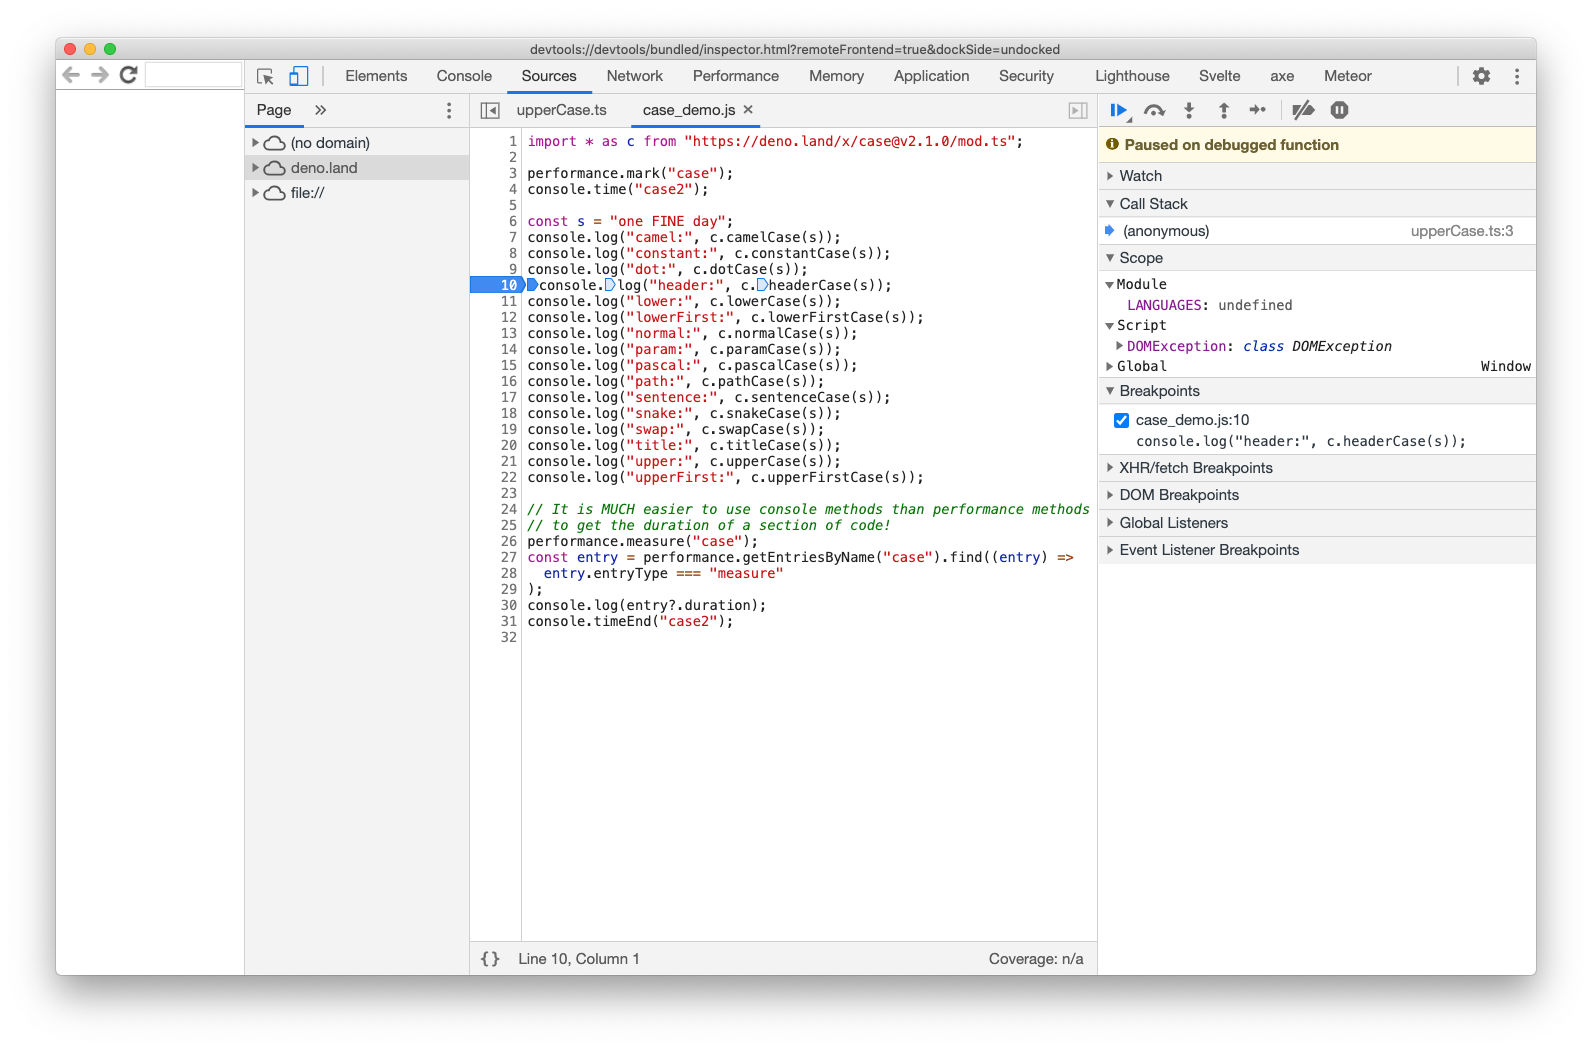 devtools://devtools/bundled/inspector.html?remoteFrontend=true&dockSide=undocked
Elements Console Sources Network Performance Memory Application Security Lighthouse Svelte axe Meteor
Page »
(no domain)
deno.land
file://
upperCase.ts case_demo.js ×
1 import * as c from "https://deno.land/x/case@v2.1.0/mod.ts";
2
3 performance.mark("case");
4 console.time("case2");
5
6 const s = "one FINE day";
7 console.log("camel:", c.camelCase(s));
8 console.log("constant:", c.constantCase(s));
9 console.log("dot:", c.dotCase(s));
10 console.log("header:", c.headerCase(s));
11 console.log("lower:", c.lowerCase(s));
12 console.log("lowerFirst:", c.lowerFirstCase(s));
13 console.log("normal:", c.normalCase(s));
14 console.log("param:", c.paramCase(s));
15 console.log("pascal:", c.pascalCase(s));
16 console.log("path:", c.pathCase(s));
17 console.log("sentence:", c.sentenceCase(s));
18 console.log("snake:", c.snakeCase(s));
19 console.log("swap:", c.swapCase(s));
20 console.log("title:", c.titleCase(s));
21 console.log("upper:", c.upperCase(s));
22 console.log("upperFirst:", c.upperFirstCase(s));
23
24 // It is MUCH easier to use console methods than performance methods
25 // to get the duration of a section of code!
26 performance.measure("case");
27 const entry = performance.getEntriesByName("case").find((entry) =>
28 entry.entryType === "measure"
29 );
30 console.log(entry?.duration);
31 console.timeEnd("case2");
32
{} Line 10, Column 1 Coverage: n/a
Paused on debugged function
Watch
Call Stack
(anonymous) upperCase.ts:3
Scope
Module
LANGUAGES: undefined
Script
DOMException: class DOMException
Global Window
Breakpoints
case_demo.js:10
console.log("header:", c.headerCase(s));
XHR/fetch Breakpoints
DOM Breakpoints
Global Listeners
Event Listener Breakpoints